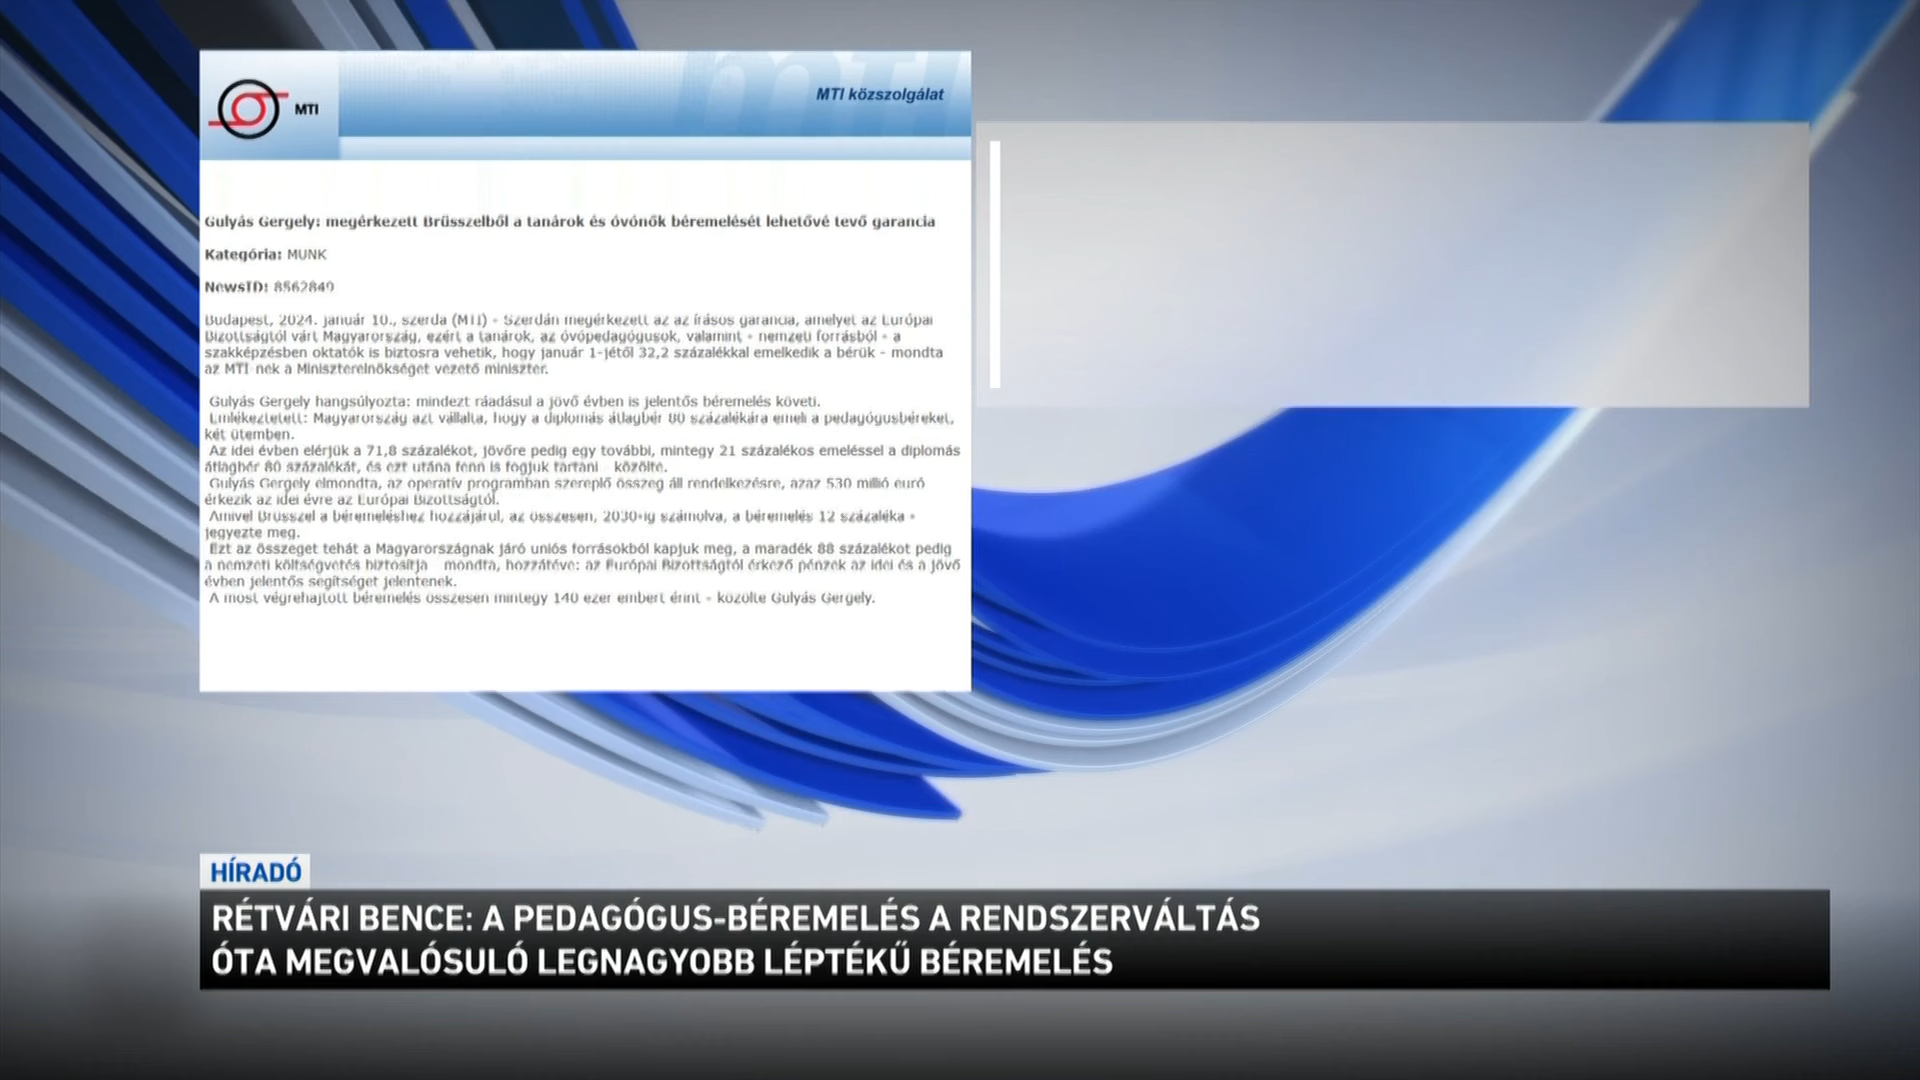 MTI
MTI közszolgálat
Gulyás Gergely: megérkezett Brüsszelből a tanárok és óvónők béremelését lehetővé tevő garancia
Kategória: MUNK
NewsID: 8562849
Budapest, 2024. január 10., szerda (MTI) - Szerdán megérkezett az az írásos garancia, amelyet az Európai
Bizottságtól várt Magyarország, ezért a tanárok, az óvópedagógusok, valamint - nemzeti forrásból - a
szakképzésben oktatók is biztosra vehetik, hogy január 1-jétől 32,2 százalékkal emelkedik a bérük - mondta
az MTI-nek a Miniszterelnökséget vezető miniszter.
Gulyás Gergely hangsúlyozta: mindezt ráadásul a jövő évben is jelentős béremelés követi.
Emlékeztetett: Magyarország azt vállalta, hogy a diplomás átlagbér 80 százalékára emeli a pedagógusbéreket,
két ütemben.
Az idei évben elérjük a 71,8 százalékot, jövőre pedig egy további, mintegy 21 százalékos emeléssel a diplomás
átlagbér 80 százalékát, és ezt utána fenn is fogjuk tartani - közölte.
Gulyás Gergely elmondta, az operatív programban szereplő összeg áll rendelkezésre, azaz 530 millió euró
érkezik az idei évre az Európai Bizottságtól.
Amivel Brüsszel a béremeléshez hozzájárul, az összesen, 2030-ig számolva, a béremelés 12 százaléka -
jegyezte meg.
Ezt az összeget tehát a Magyarországnak járó uniós forrásokból kapjuk meg, a maradék 88 százalékot pedig
a nemzeti költségvetés biztosítja - mondta, hozzátéve: az Európai Bizottságtól érkező pénzek az idei és a jövő
évben jelentős segítséget jelentenek.
A most végrehajtott béremelés összesen mintegy 140 ezer embert érint - közölte Gulyás Gergely.
HÍRADÓ
RÉTVÁRI BENCE: A PEDAGÓGUS-BÉREMELÉS A RENDSZERVÁLTÁS
ÓTA MEGVALÓSULÓ LEGNAGYOBB LÉPTÉKŰ BÉREMELÉS